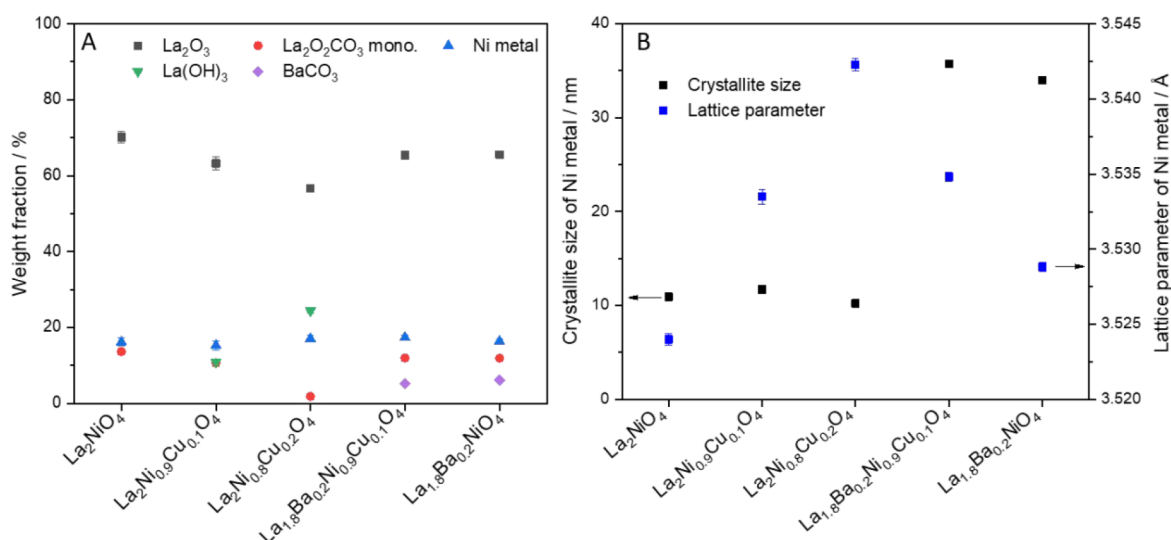 A
La₂O₃
La₂O₂CO₃ mono.
Ni metal
La(OH)₃
BaCO₃
Weight fraction / %
100
80
60
40
20
0
La₂NiO₄
La₂Ni₀.₉Cu₀.₁O₄
La₂Ni₀.₈Cu₀.₂O₄
La₁.₈Ba₀.₂Ni₀.₉Cu₀.₁O₄
La₁.₈Ba₀.₂NiO₄
B
Crystallite size
Lattice parameter
Crystallite size of Ni metal / nm
40
30
20
10
0
Lattice parameter of Ni metal / Å
3.545
3.540
3.535
3.530
3.525
3.520
La₂NiO₄
La₂Ni₀.₉Cu₀.₁O₄
La₂Ni₀.₈Cu₀.₂O₄
La₁.₈Ba₀.₂Ni₀.₉Cu₀.₁O₄
La₁.₈Ba₀.₂NiO₄